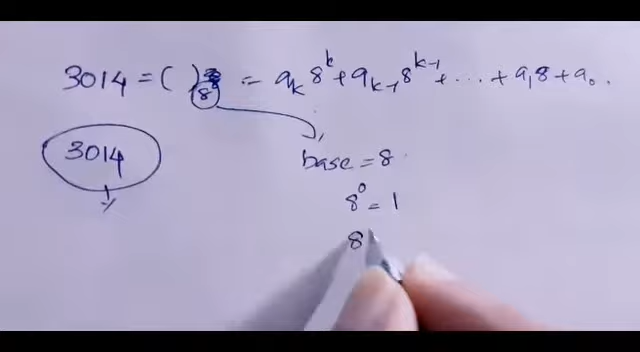 3014 = ( )₈ = aₖ 8ᵏ + aₖ₋₁ 8ᵏ⁻¹ + ... + a₁ 8 + a₀ .
3014
base = 8
8⁰ = 1
8